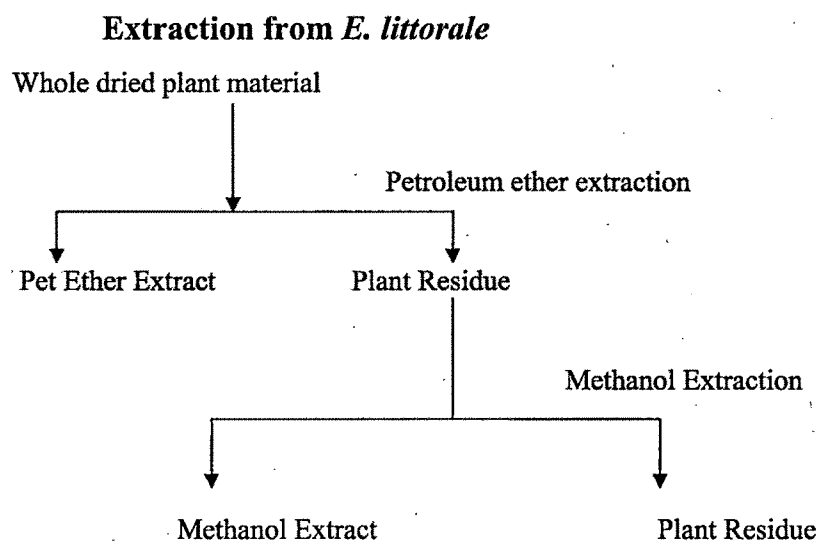 Extraction from E. littorale
Whole dried plant material
Petroleum ether extraction
Pet Ether Extract
Plant Residue
Methanol Extraction
Methanol Extract
Plant Residue